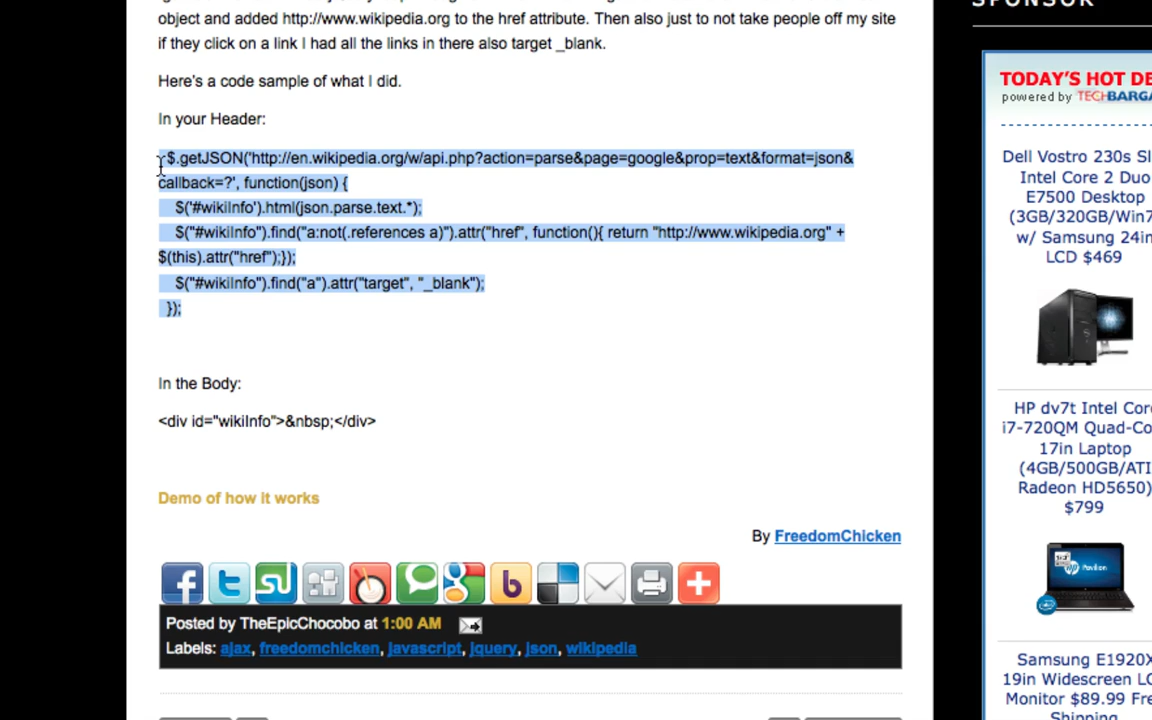 object and added http://www.wikipedia.org to the href attribute. Then also just to not take people off my site
if they click on a link I had all the links in there also target _blank.
Here's a code sample of what I did.
In your Header:
$.getJSON('http://en.wikipedia.org/w/api.php?action=parse&page=google&prop=text&format=json&
callback=?', function(json) {
$('#wikiInfo').html(json.parse.text.*);
$("#wikiInfo").find("a:not(.references a)").attr("href", function(){ return "http://www.wikipedia.org" +
$(this).attr("href");});
$("#wikiInfo").find("a").attr("target", "_blank");
});
In the Body:
<div id="wikiInfo">&nbsp;</div>
Demo of how it works
By FreedomChicken
Posted by TheEpicChocobo at 1:00 AM
Labels: ajax, freedomchicken, javascript, jquery, json, wikipedia
SPONSOR
TODAY'S HOT DE
powered by TECHBARGA
Dell Vostro 230s Sl
Intel Core 2 Duo
E7500 Desktop
(3GB/320GB/Win7
w/ Samsung 24in
LCD $469
HP dv7t Intel Core
i7-720QM Quad-Co
17in Laptop
(4GB/500GB/ATI
Radeon HD5650)
$799
Samsung E1920X
19in Widescreen LC
Monitor $89.99 Fre
Shipping